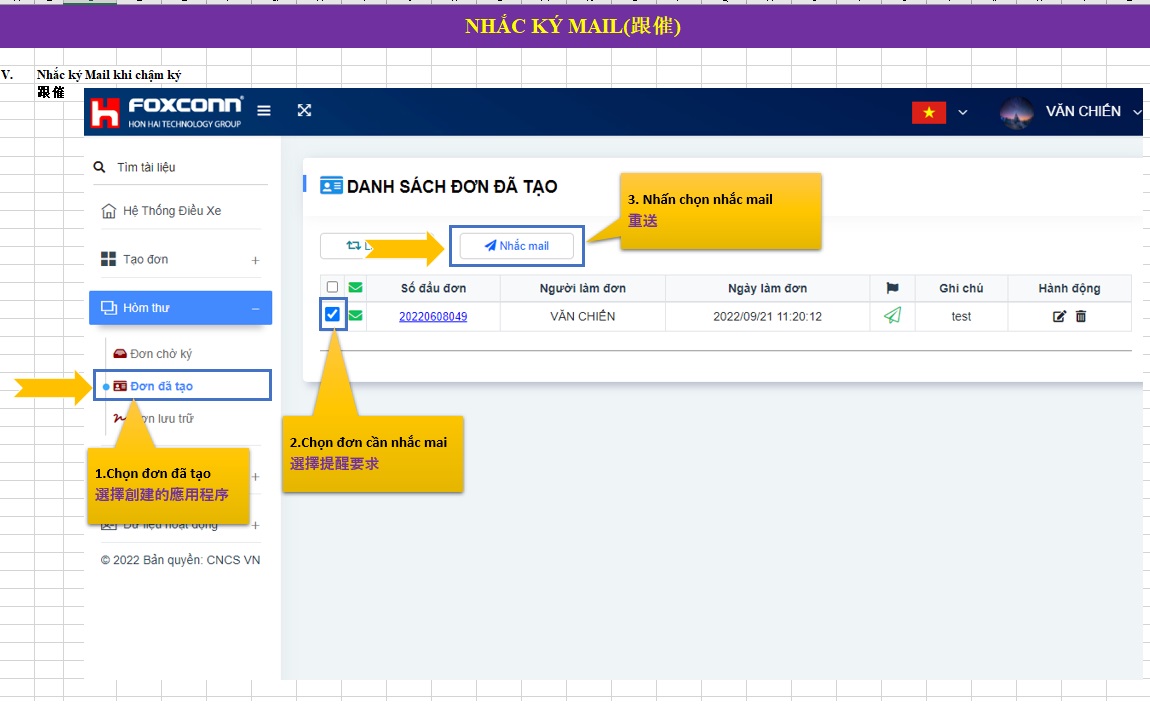 NHẮC KÝ MAIL(跟催)
V. Nhắc ký Mail khi chậm ký
跟催
FOXCONN
HON HAI TECHNOLOGY GROUP
VĂN CHIẾN
Tìm tài liệu
Hệ Thống Điều Xe
Tạo đơn +
Hòm thư –
Đơn chờ ký
Đơn đã tạo
Đơn lưu trữ
1.Chọn đơn đã tạo
選擇創建的應用程序
+
Dữ liệu hoạt động +
© 2022 Bản quyền: CNCS VN
DANH SÁCH ĐƠN ĐÃ TẠO
3. Nhấn chọn nhắc mail
重送
Nhắc mail
Số đầu đơn Người làm đơn Ngày làm đơn Ghi chú Hành động
20220608049 VĂN CHIẾN 2022/09/21 11:20:12 test
2.Chọn đơn cần nhắc mai
選擇提醒要求